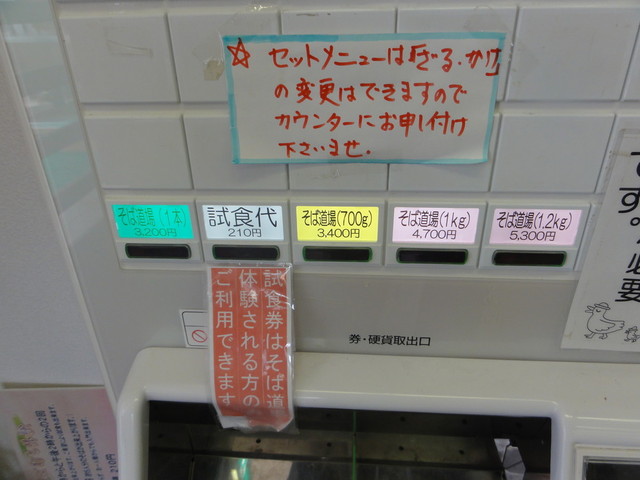 ☆ セットメニューは「ざる・かけ」
の変更はできますので
カウンターにお申し付け
下さいませ.
そば道場(1本)
3,200円
試食代
210円
そば道場(700g)
3,400円
そば道場(1kg)
4,700円
そば道場(1.2kg)
5,300円
試食券はそば道
体験される方の
ご利用できます
券・硬貨取出口
す。
必要